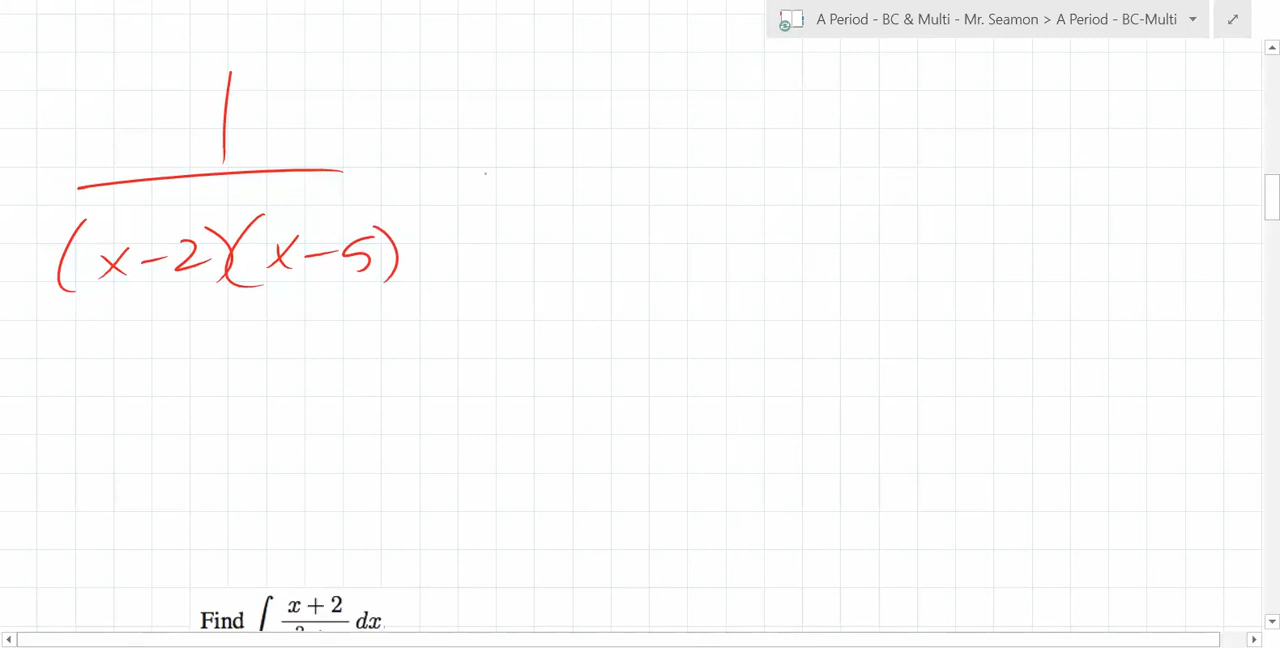 A Period - BC & Multi - Mr. Seamon > A Period - BC-Multi
1
(x-2)(x-5)
Find ∫ x + 2 dx